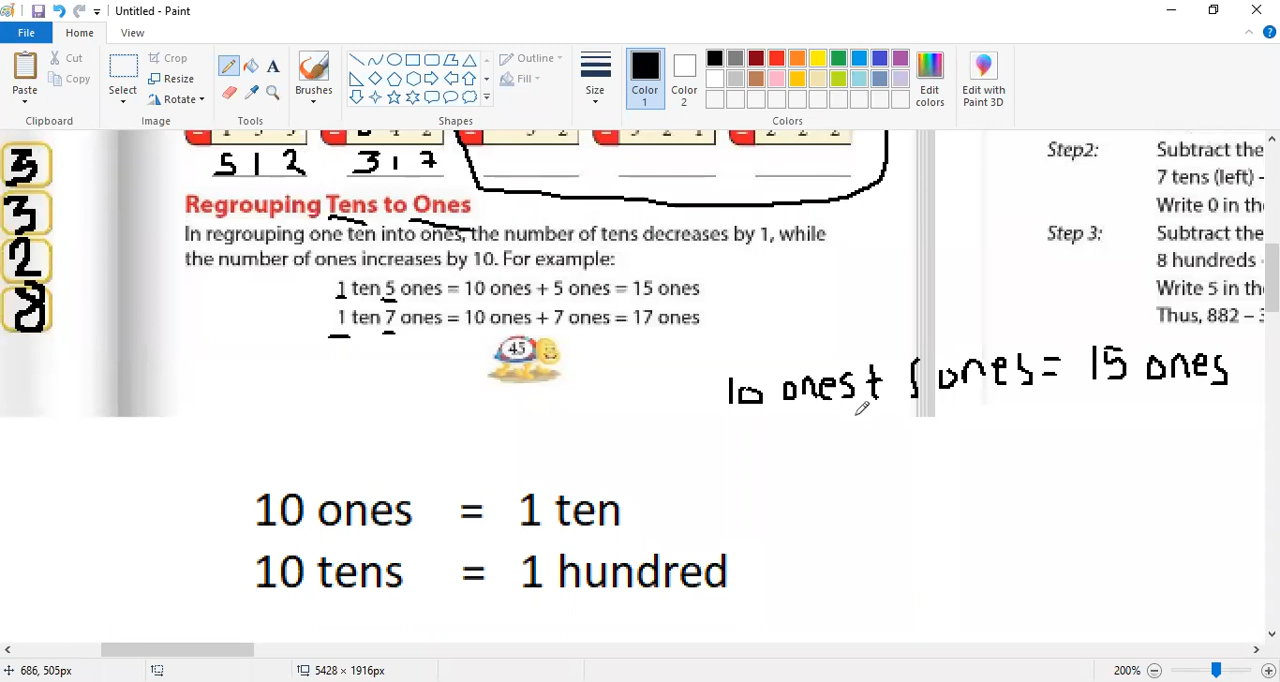 Untitled - Paint
File
Home
View
Paste
Cut
Copy
Clipboard
Select
Crop
Resize
Rotate
Image
A
Tools
Brushes
Outline
Fill
Shapes
Size
Color
1
Color
2
Edit
colors
Edit with
Paint 3D
Colors
3
3
2
8
5 1 2
3 1 7
Regrouping Tens to Ones
In regrouping one ten into ones, the number of tens decreases by 1, while
the number of ones increases by 10. For example:
1 ten 5 ones = 10 ones + 5 ones = 15 ones
1 ten 7 ones = 10 ones + 7 ones = 17 ones
45
Step2:
Subtract the
7 tens (left) -
Write 0 in th
Step 3:
Subtract the
8 hundreds
Write 5 in th
Thus, 882 –
10 ones + 5 ones = 15 ones
10 ones = 1 ten
10 tens = 1 hundred
686, 505px
5428 × 1916px
200%